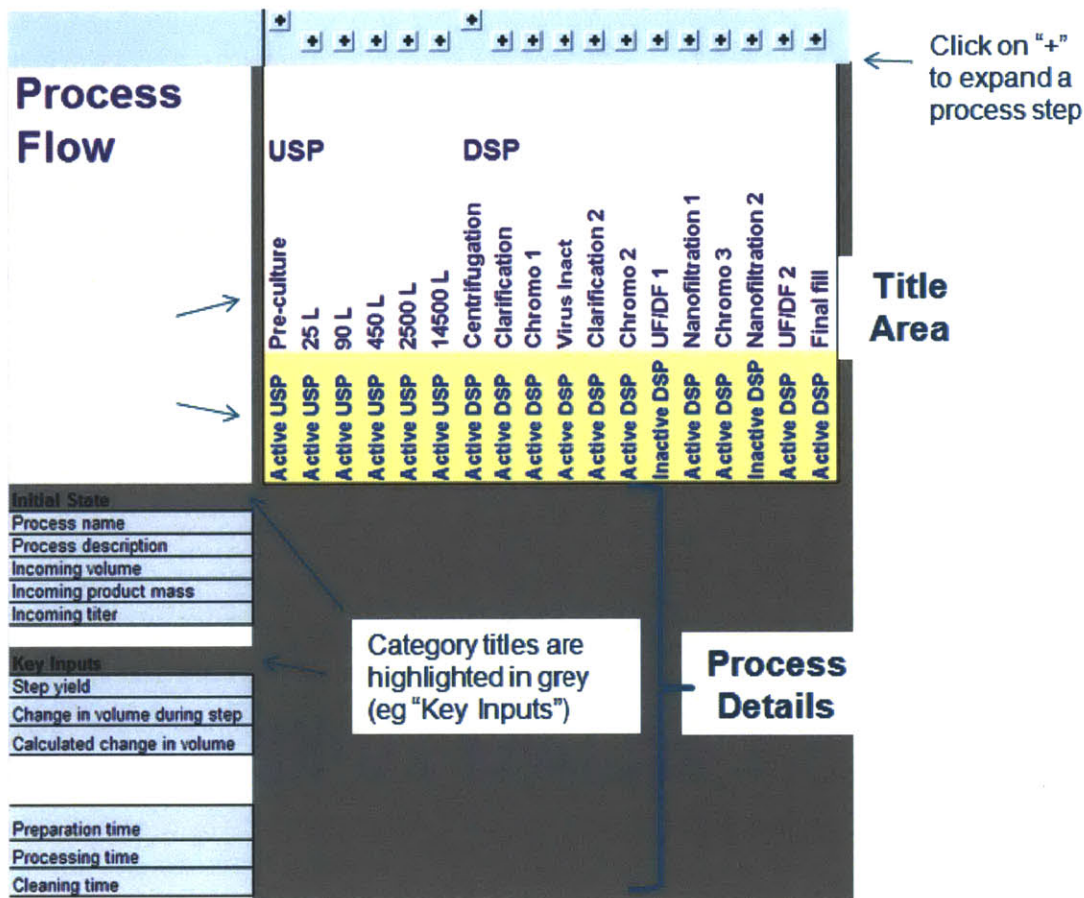 Click on “+”
to expand a
process step
Process
Flow
USP
DSP
Pre-culture
25 L
90 L
450 L
2500 L
14500 L
Centrifugation
Clarification
Chromo 1
Virus Inact
Clarification 2
Chromo 2
UF/DF 1
Nanofiltration 1
Chromo 3
Nanofiltration 2
UF/DF 2
Final fill
Title
Area
Active USP
Active USP
Active USP
Active USP
Active USP
Active USP
Active DSP
Active DSP
Active DSP
Active DSP
Active DSP
Active DSP
Inactive DSP
Active DSP
Active DSP
Inactive DSP
Active DSP
Active DSP
Initial State
Process name
Process description
Incoming volume
Incoming product mass
Incoming titer
Key Inputs
Step yield
Change in volume during step
Calculated change in volume
Category titles are
highlighted in grey
(eg “Key Inputs”)
Process
Details
Preparation time
Processing time
Cleaning time